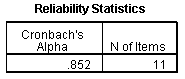 Reliability Statistics
Cronbach's
Alpha
N of Items
.852
11